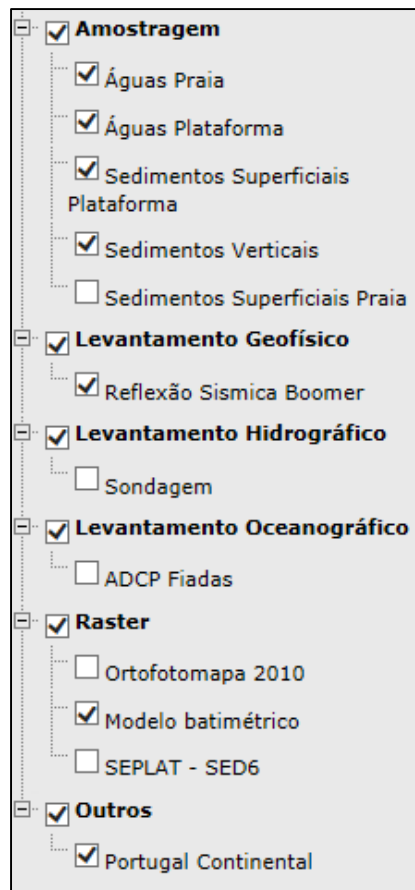 Amostragem
Águas Praia
Águas Plataforma
Sedimentos Superficiais
Plataforma
Sedimentos Verticais
Sedimentos Superficiais Praia
Levantamento Geofísico
Reflexão Sismica Boomer
Levantamento Hidrográfico
Sondagem
Levantamento Oceanográfico
ADCP Fiadas
Raster
Ortofotomapa 2010
Modelo batimétrico
SEPLAT - SED6
Outros
Portugal Continental